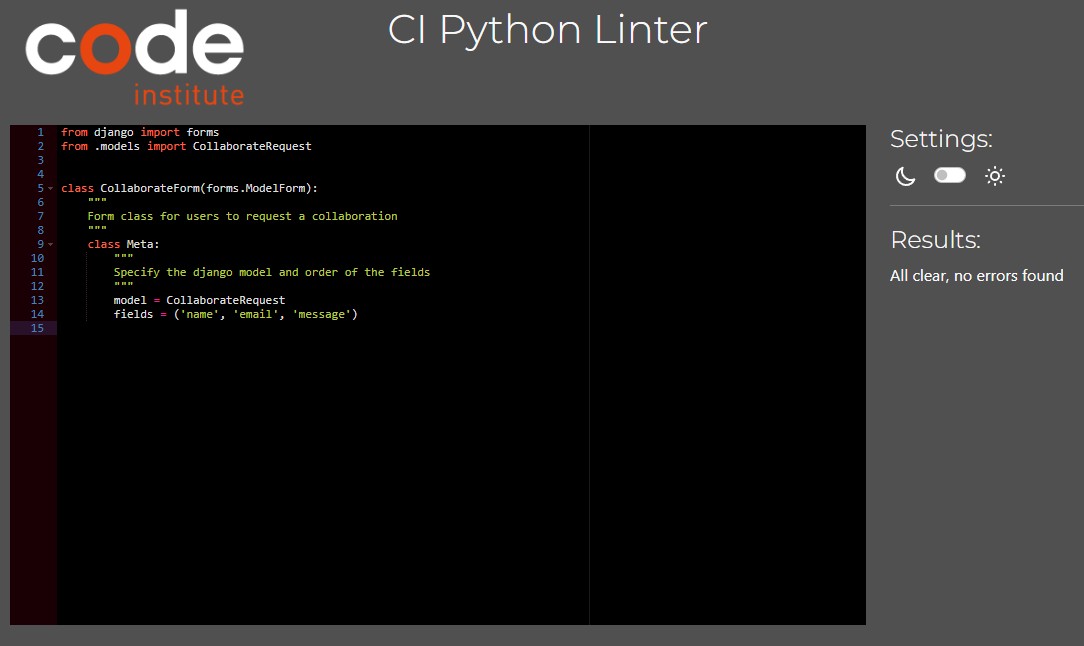 code
institute
CI Python Linter
1 from django import forms
2 from .models import CollaborateRequest
3
4
5 class CollaborateForm(forms.ModelForm):
6     """
7     Form class for users to request a collaboration
8     """
9     class Meta:
10         """
11         Specify the django model and order of the fields
12         """
13         model = CollaborateRequest
14         fields = ('name', 'email', 'message')
15
Settings:
Results:
All clear, no errors found